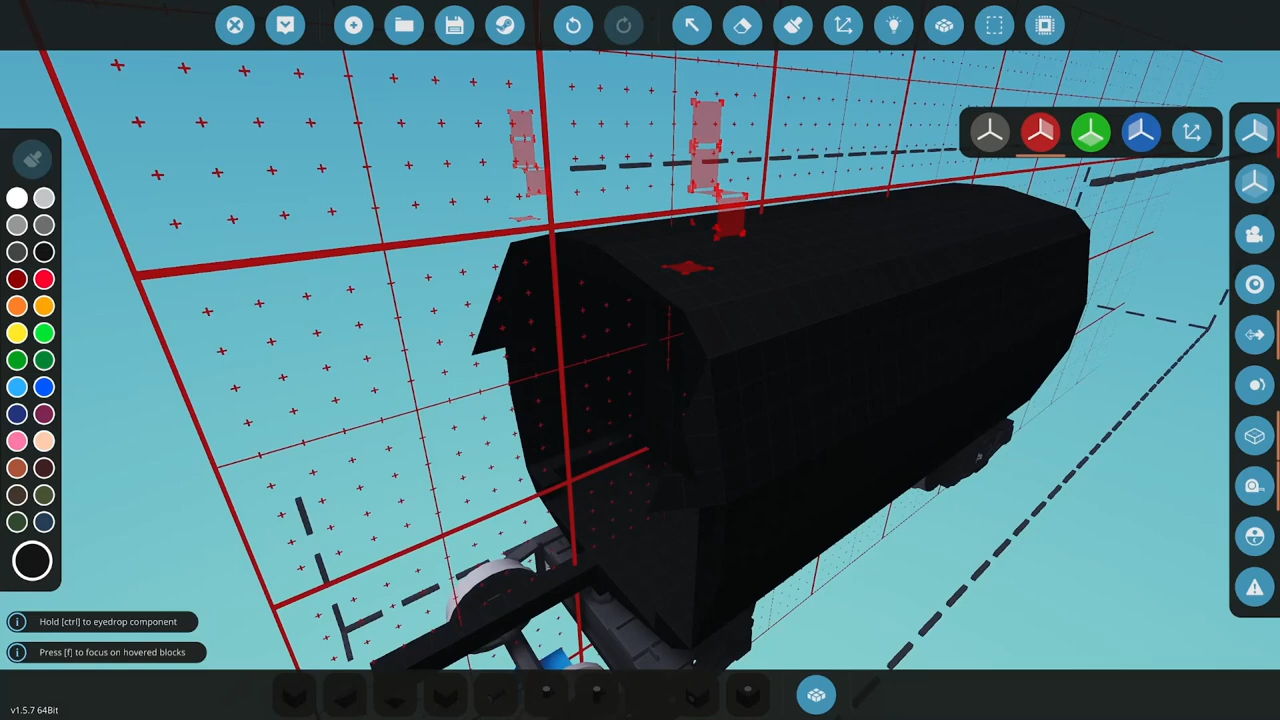 Hold [ctrl] to eyedrop component
Press [f] to focus on hovered blocks
v1.5.7 64Bit